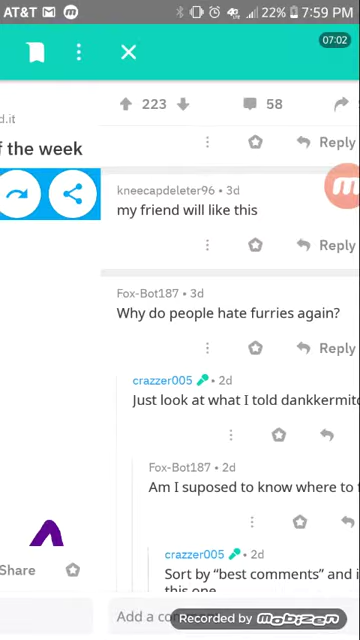 AT&T 22% 7:59 PM
07:02
d.it
f the week
223 58
Reply
kneecapdeleter96 • 3d
my friend will like this
Reply
Fox-Bot187 • 3d
Why do people hate furries again?
Reply
crazzer005 • 2d
Just look at what I told dankkermit
Fox-Bot187 • 2d
Am I suposed to know where to
crazzer005 • 2d
Sort by “best comments” and i
this one
Share
Add a
Recorded by Mobizen